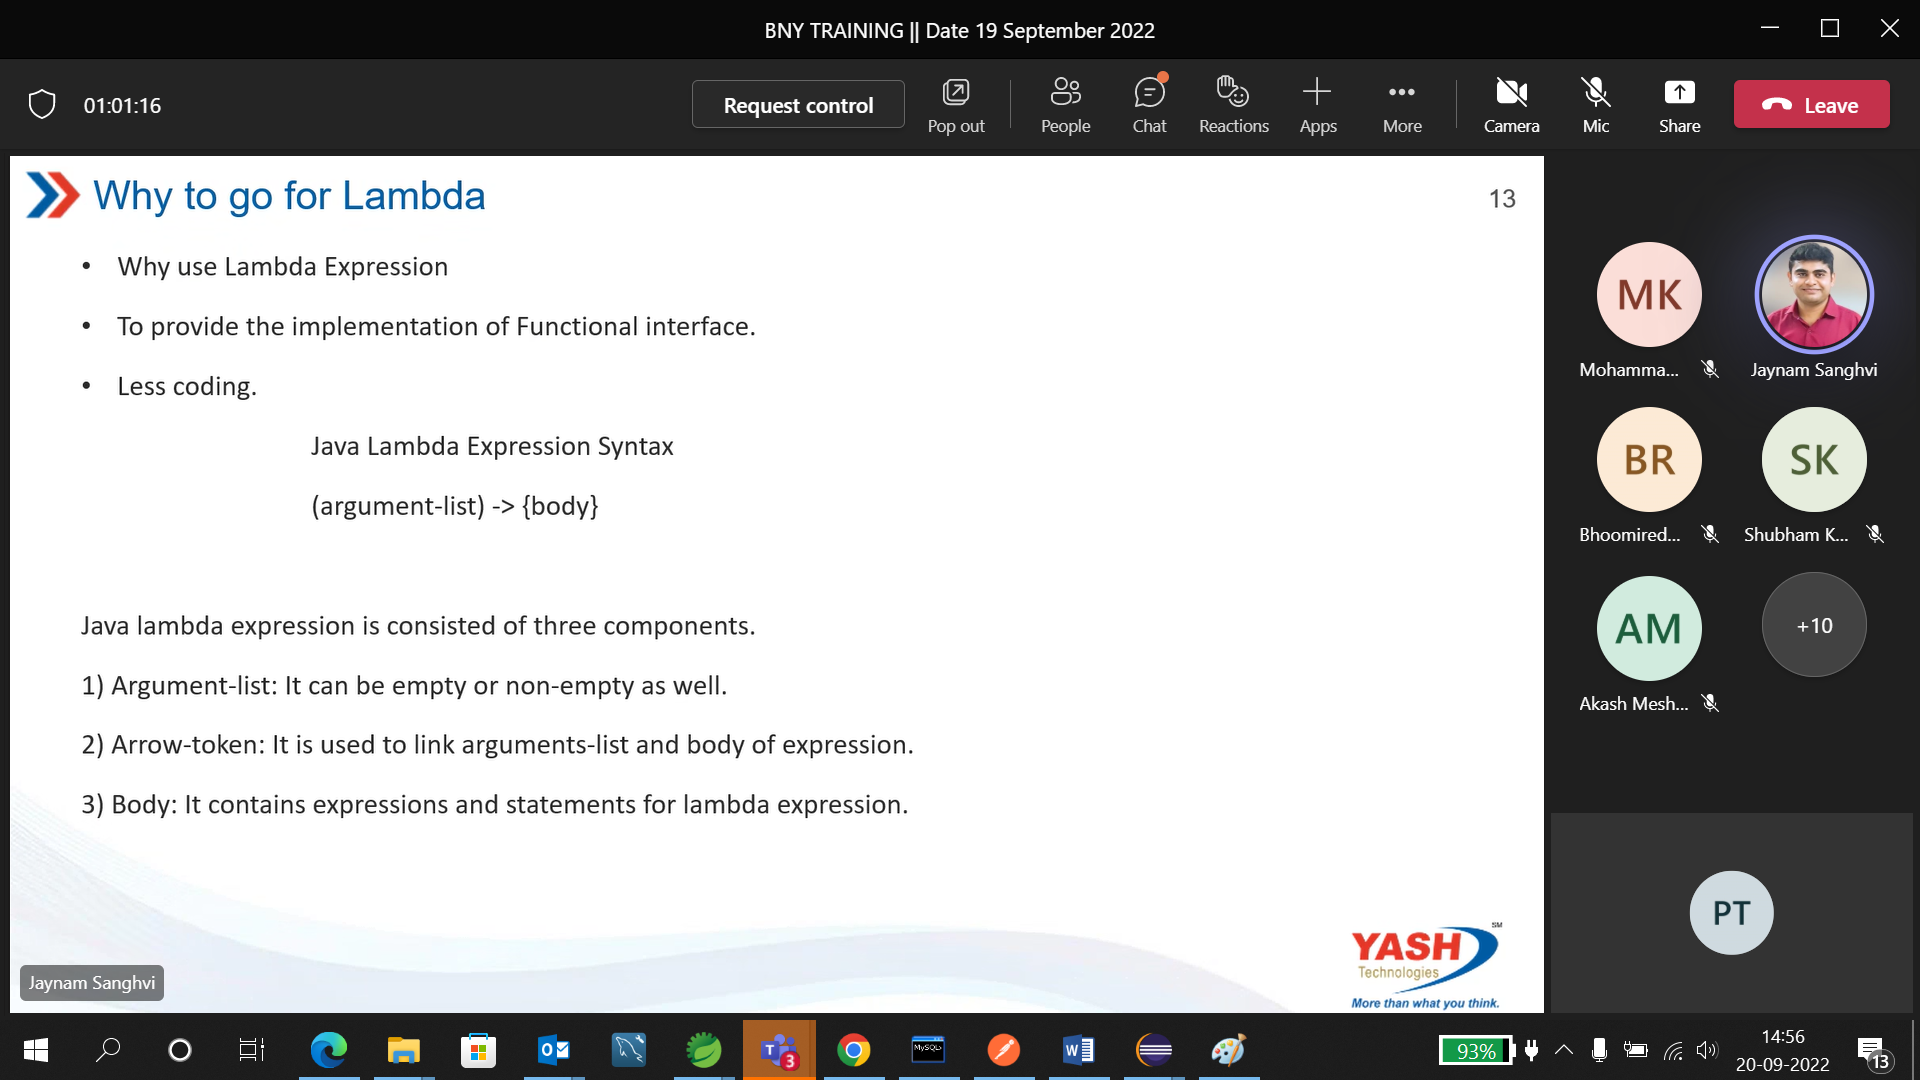 BNY TRAINING || Date 19 September 2022
01:01:16
Request control
Pop out
People
Chat
Reactions
Apps
More
Camera
Mic
Share
Leave
Why to go for Lambda
13
• Why use Lambda Expression
• To provide the implementation of Functional interface.
• Less coding.
Java Lambda Expression Syntax
(argument-list) -> {body}
Java lambda expression is consisted of three components.
1) Argument-list: It can be empty or non-empty as well.
2) Arrow-token: It is used to link arguments-list and body of expression.
3) Body: It contains expressions and statements for lambda expression.
YASH SM
Technologies
More than what you think.
Jaynam Sanghvi
MK
Mohamma...
Jaynam Sanghvi
BR
Bhoomired...
SK
Shubham K...
AM
Akash Mesh...
+10
PT
O
T
3
MySQL
W
93%
14:56
20-09-2022
13